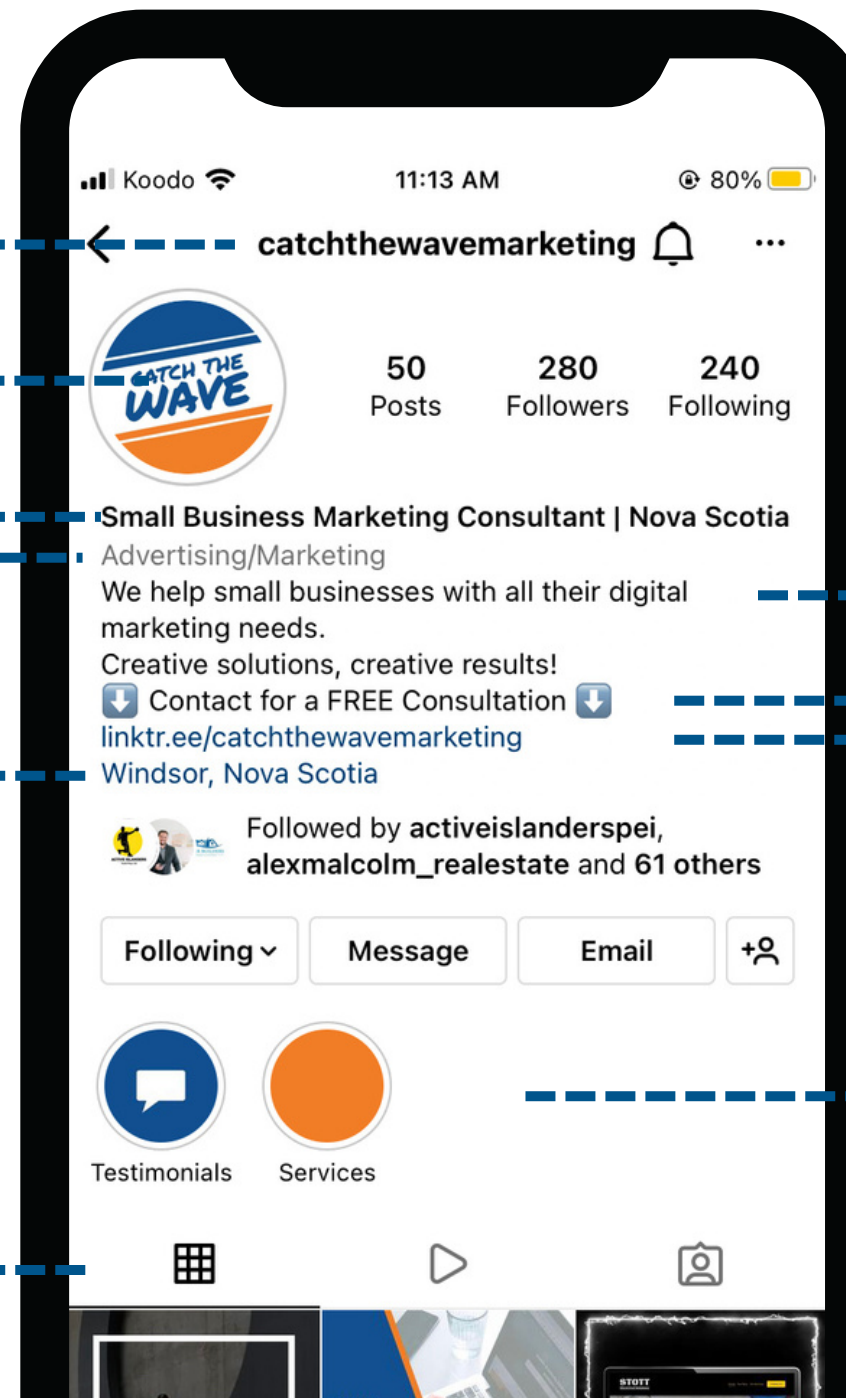 Koodo 11:13 AM 80%
catchthewavemarketing ...
CATCH THE
WAVE
50 280 240
Posts Followers Following
Small Business Marketing Consultant | Nova Scotia
Advertising/Marketing
We help small businesses with all their digital
marketing needs.
Creative solutions, creative results!
⬇️ Contact for a FREE Consultation ⬇️
linktr.ee/catchthewavemarketing
Windsor, Nova Scotia
Followed by activeislanderspei,
alexmalcolm_realestate and 61 others
Following Message Email
Testimonials Services
STOTT